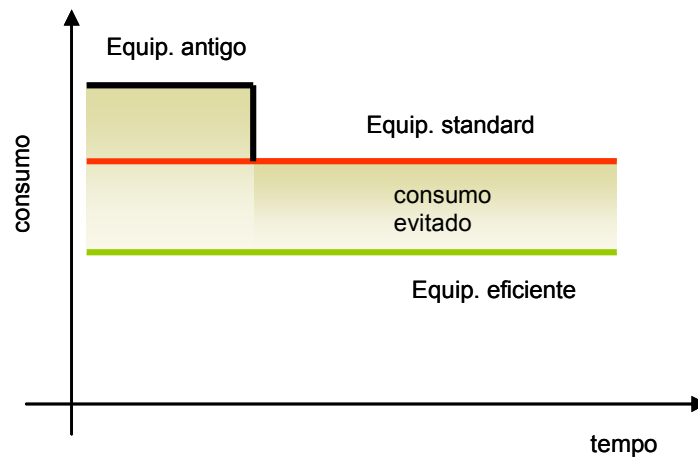 Equip. antigo
Equip. standard
consumo
consumo
evitado
Equip. eficiente
tempo